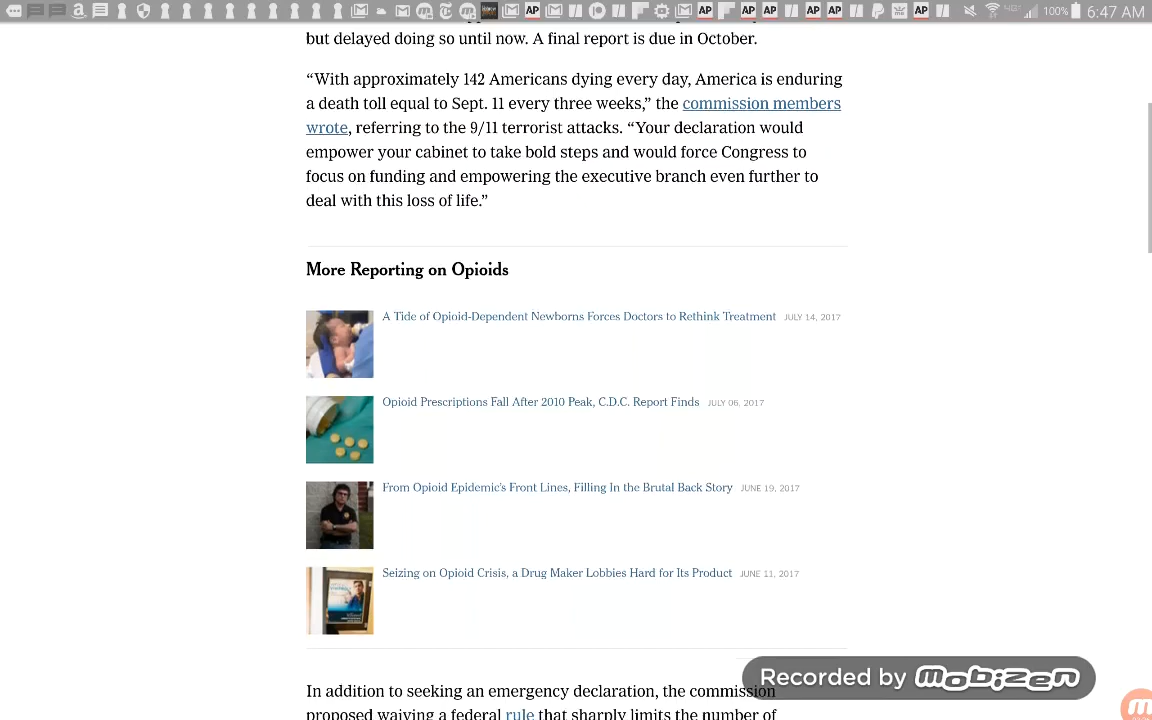 100% 6:47 AM
but delayed doing so until now. A final report is due in October.
“With approximately 142 Americans dying every day, America is enduring
a death toll equal to Sept. 11 every three weeks,” the commission members
wrote, referring to the 9/11 terrorist attacks. “Your declaration would
empower your cabinet to take bold steps and would force Congress to
focus on funding and empowering the executive branch even further to
deal with this loss of life.”
More Reporting on Opioids
A Tide of Opioid-Dependent Newborns Forces Doctors to Rethink Treatment JULY 14, 2017
Opioid Prescriptions Fall After 2010 Peak, C.D.C. Report Finds JULY 06, 2017
From Opioid Epidemic’s Front Lines, Filling In the Brutal Back Story JUNE 19, 2017
Seizing on Opioid Crisis, a Drug Maker Lobbies Hard for Its Product JUNE 11, 2017
Recorded by mobizen
In addition to seeking an emergency declaration, the commission
proposed waiving a federal rule that sharply limits the number of